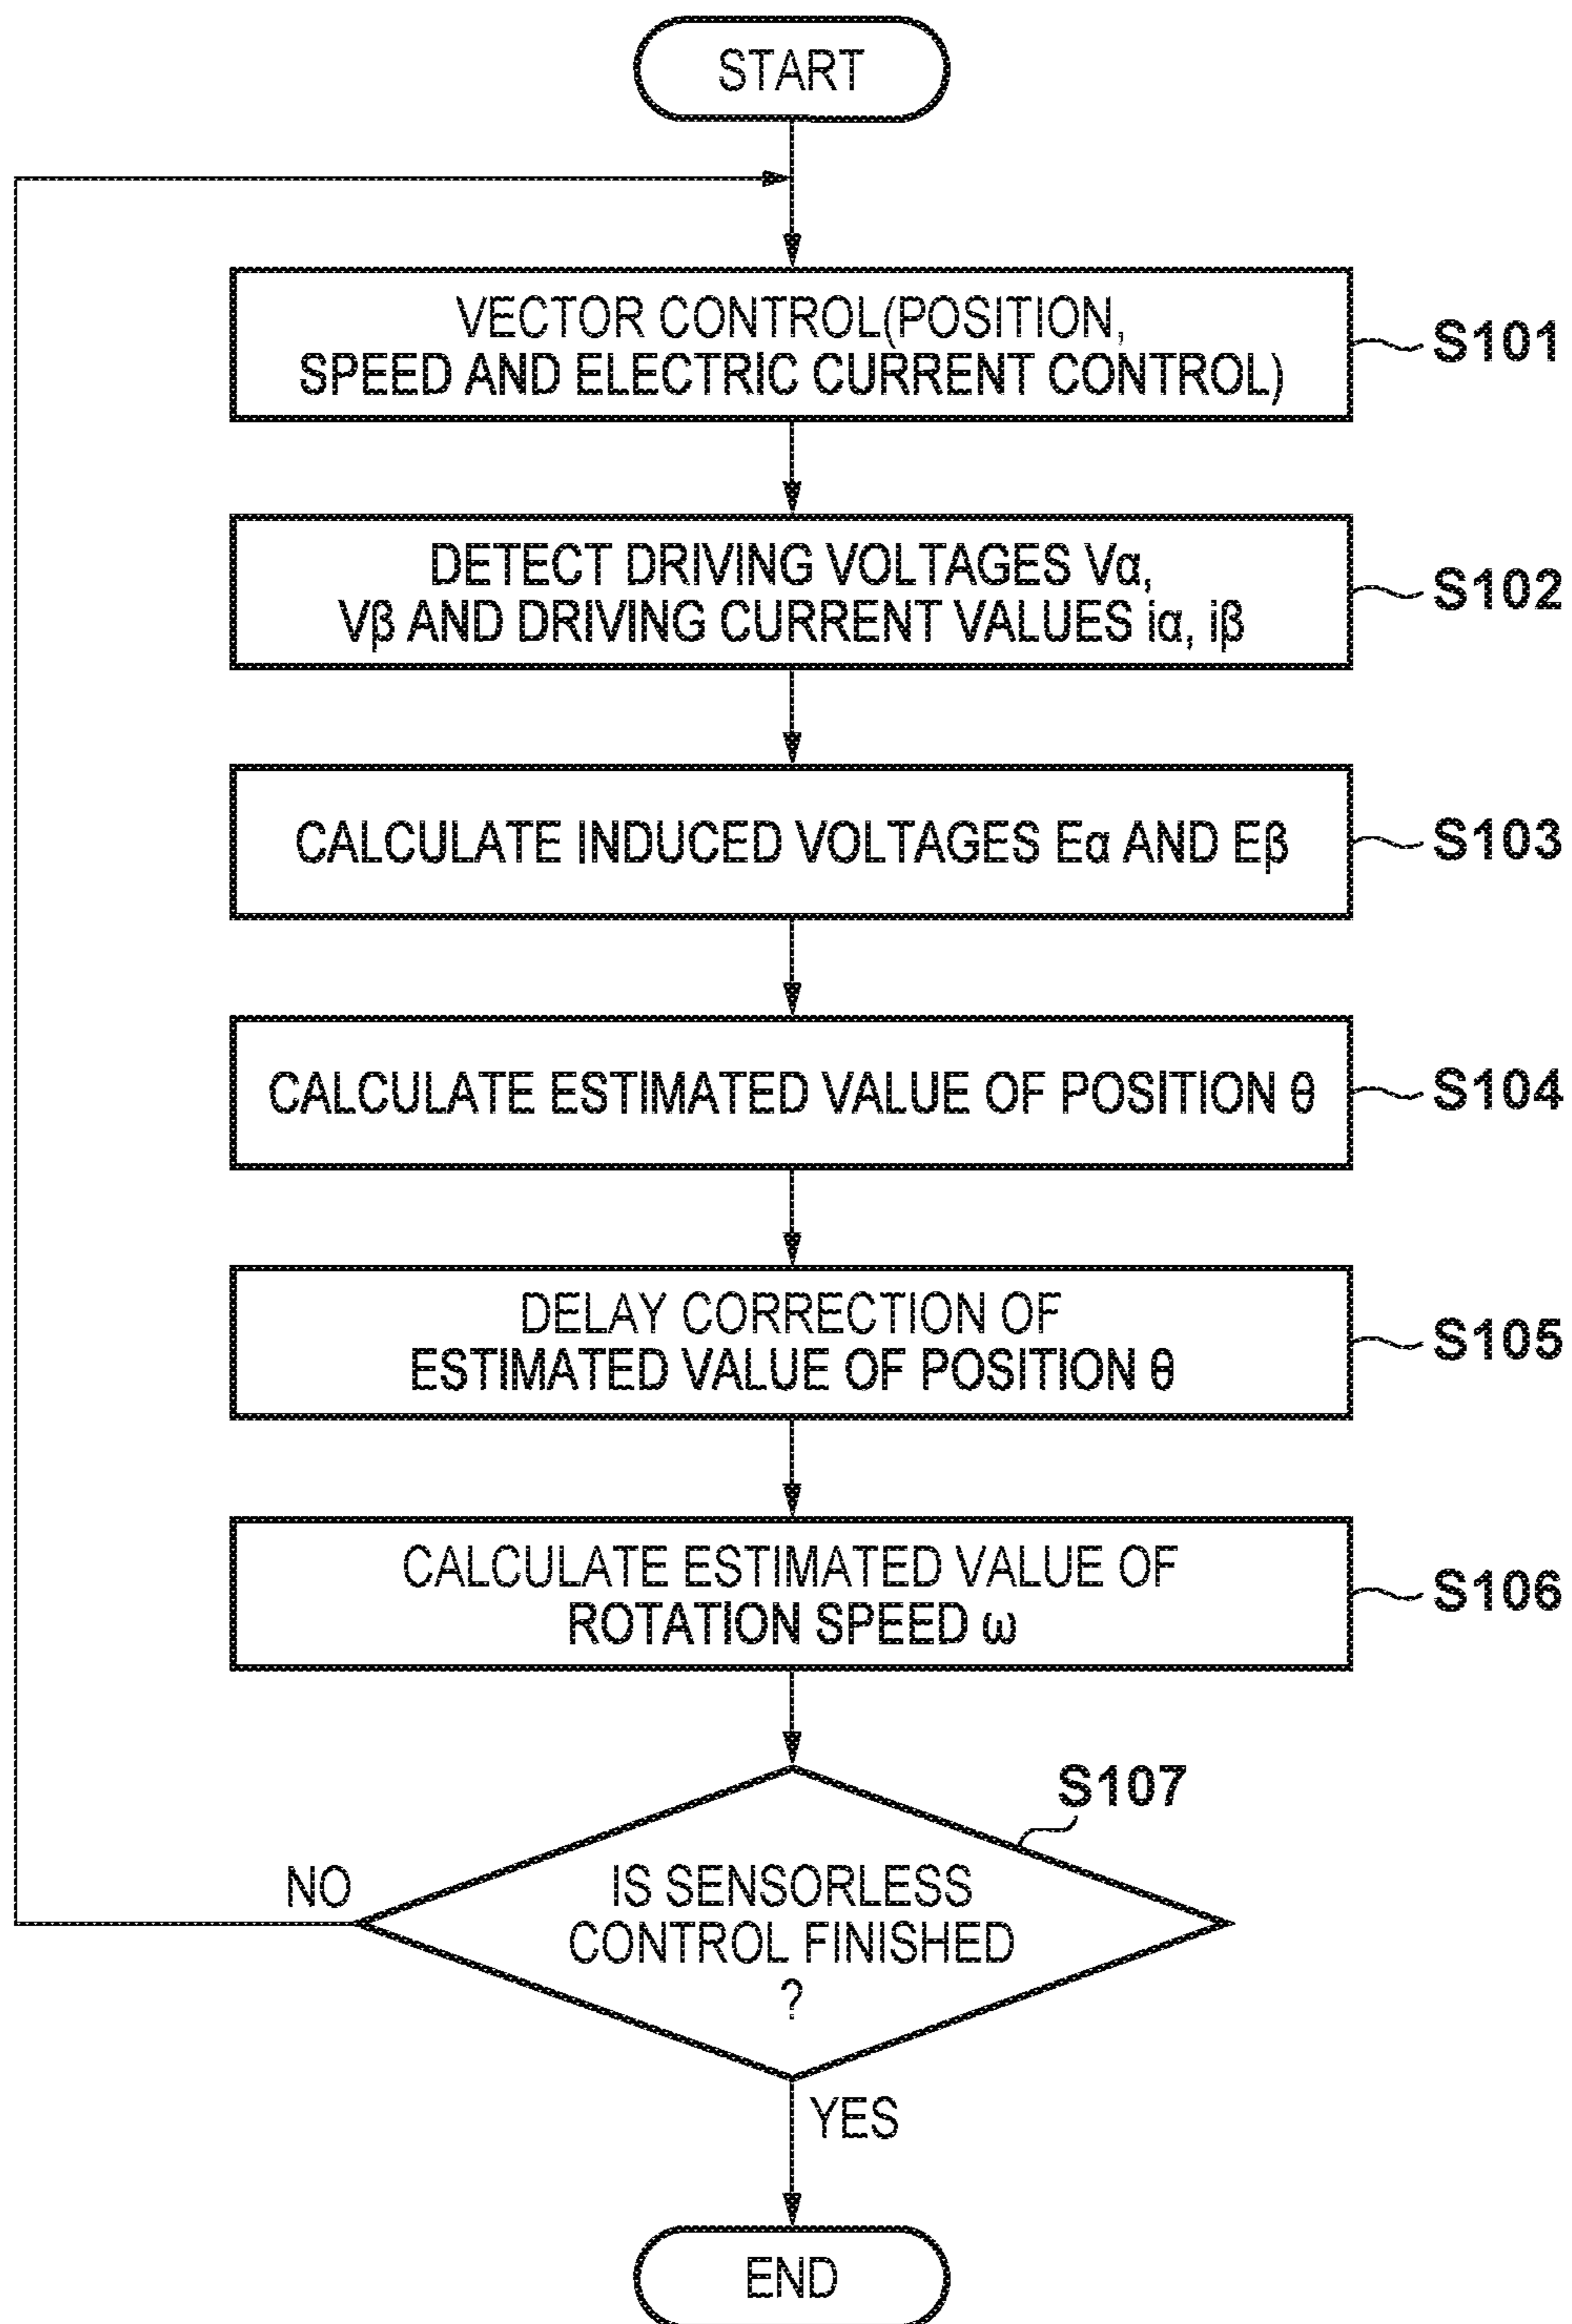 START
VECTOR CONTROL(POSITION,
SPEED AND ELECTRIC CURRENT CONTROL)
S101
DETECT DRIVING VOLTAGES Vα,
Vβ AND DRIVING CURRENT VALUES iα, iβ
S102
CALCULATE INDUCED VOLTAGES Eα AND Eβ
S103
CALCULATE ESTIMATED VALUE OF POSITION θ
S104
DELAY CORRECTION OF
ESTIMATED VALUE OF POSITION θ
S105
CALCULATE ESTIMATED VALUE OF
ROTATION SPEED ω
S106
S107
NO
IS SENSORLESS
CONTROL FINISHED
?
YES
END